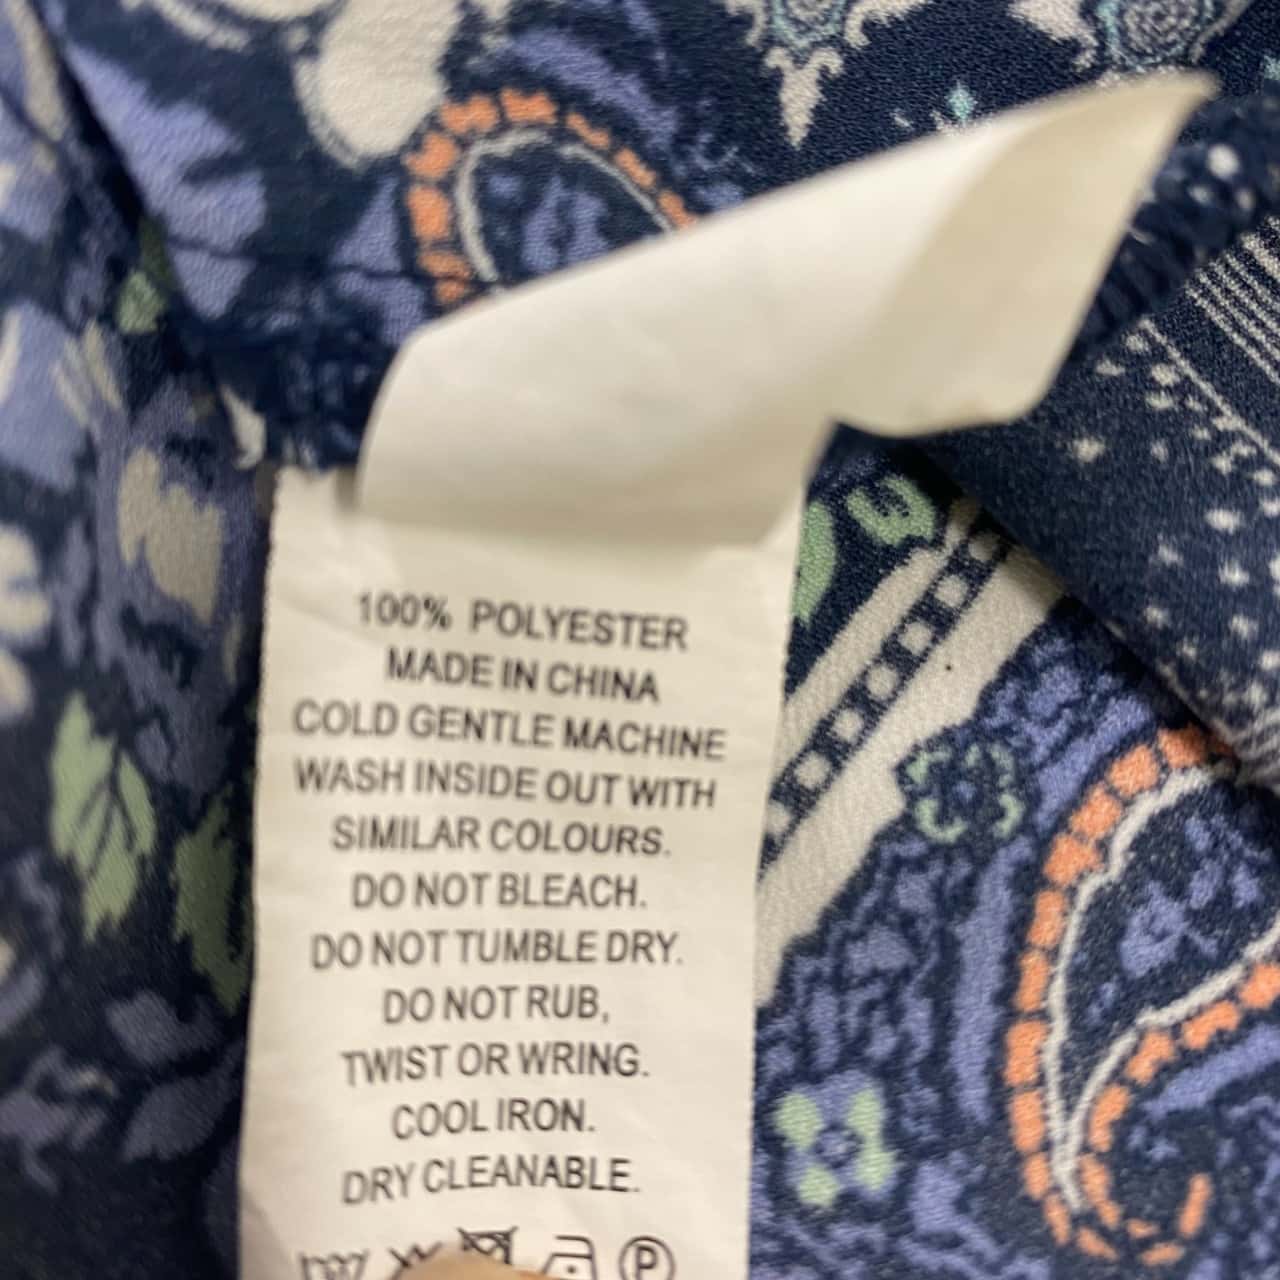 100% POLYESTER
MADE IN CHINA
COLD GENTLE MACHINE
WASH INSIDE OUT WITH
SIMILAR COLOURS.
DO NOT BLEACH.
DO NOT TUMBLE DRY.
DO NOT RUB,
TWIST OR WRING.
COOL IRON.
DRY CLEANABLE.
P